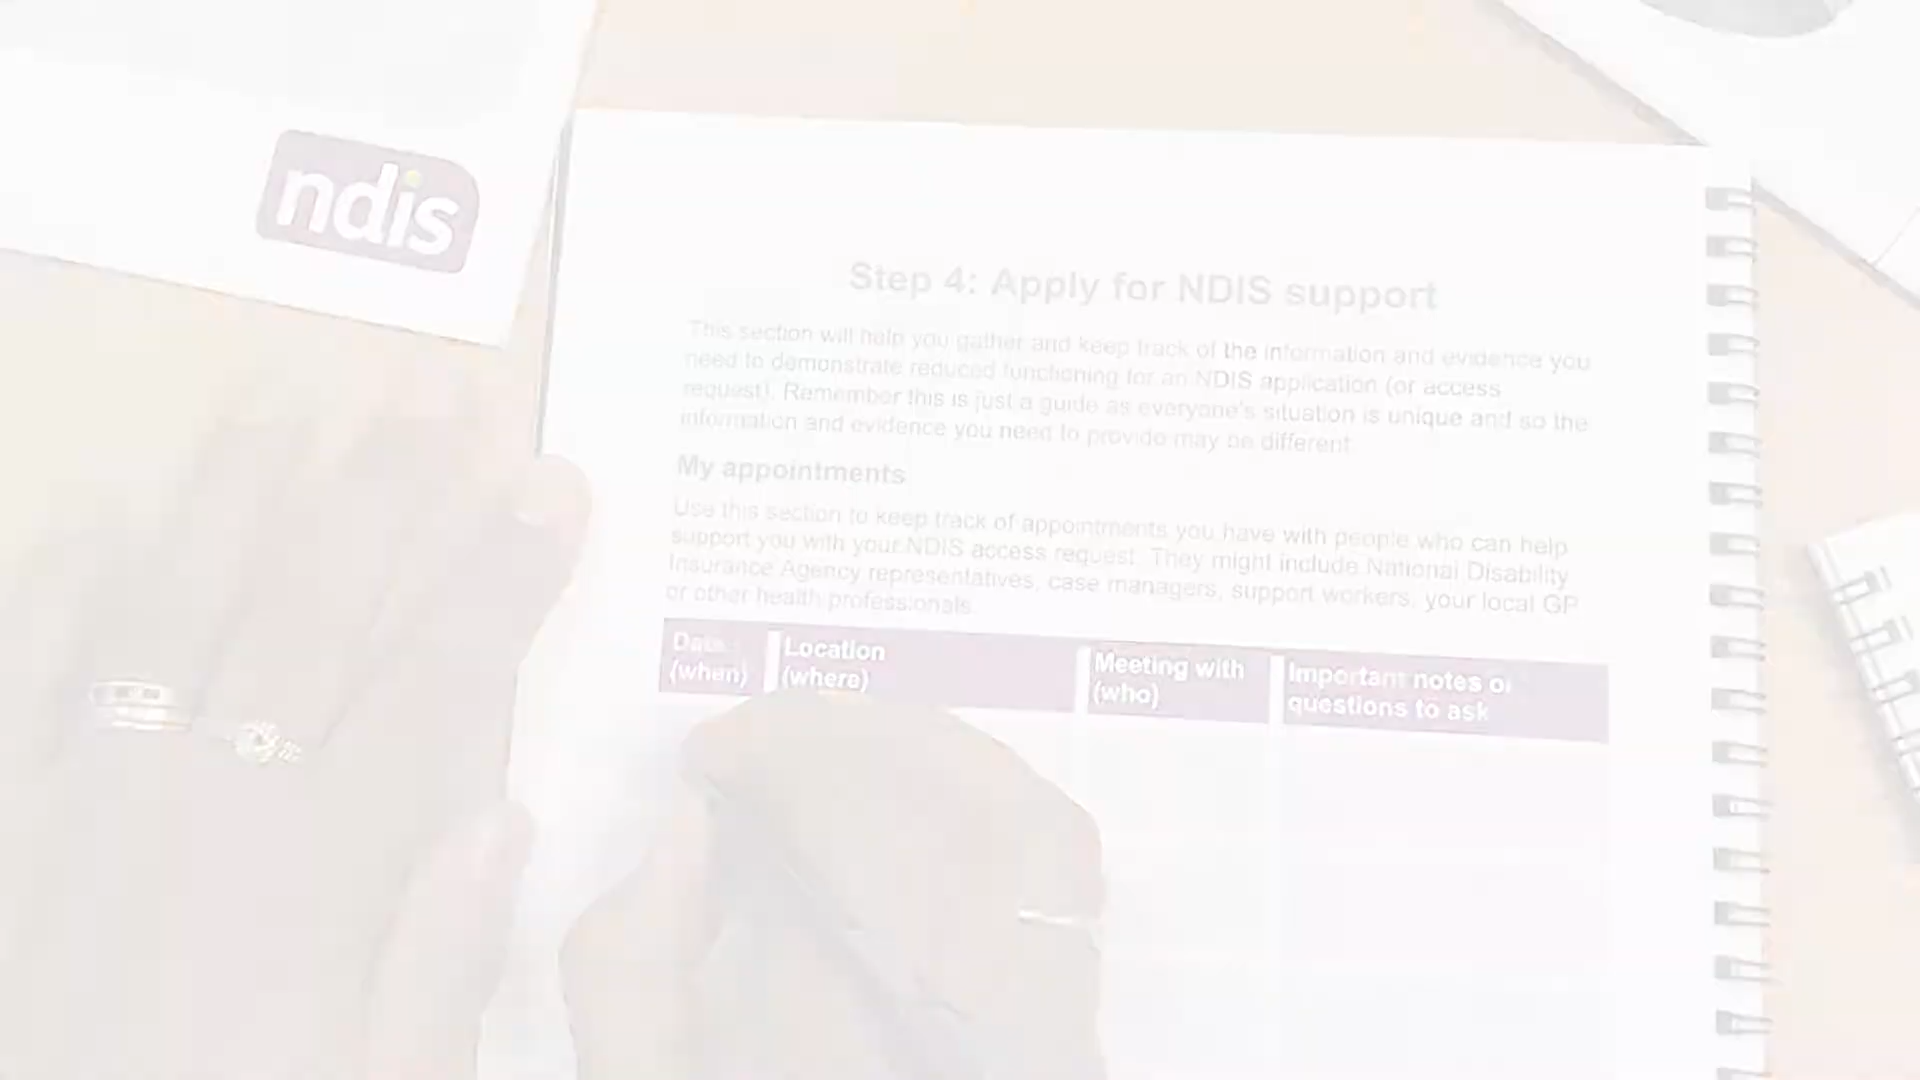 ndis
Step 4: Apply for NDIS support
This section will help you gather and keep track of the information and evidence you
need to demonstrate reduced functioning for an NDIS application (or access
request). Remember this is just a guide as everyone's situation is unique and so the
information and evidence you need to provide may be different.
My appointments
Use this section to keep track of appointments you have with people who can help
support you with your NDIS access request. They might include National Disability
Insurance Agency representatives, case managers, support workers, your local GP
or other health professionals.
Date (when)
Location (where)
Meeting with (who)
Important notes or questions to ask